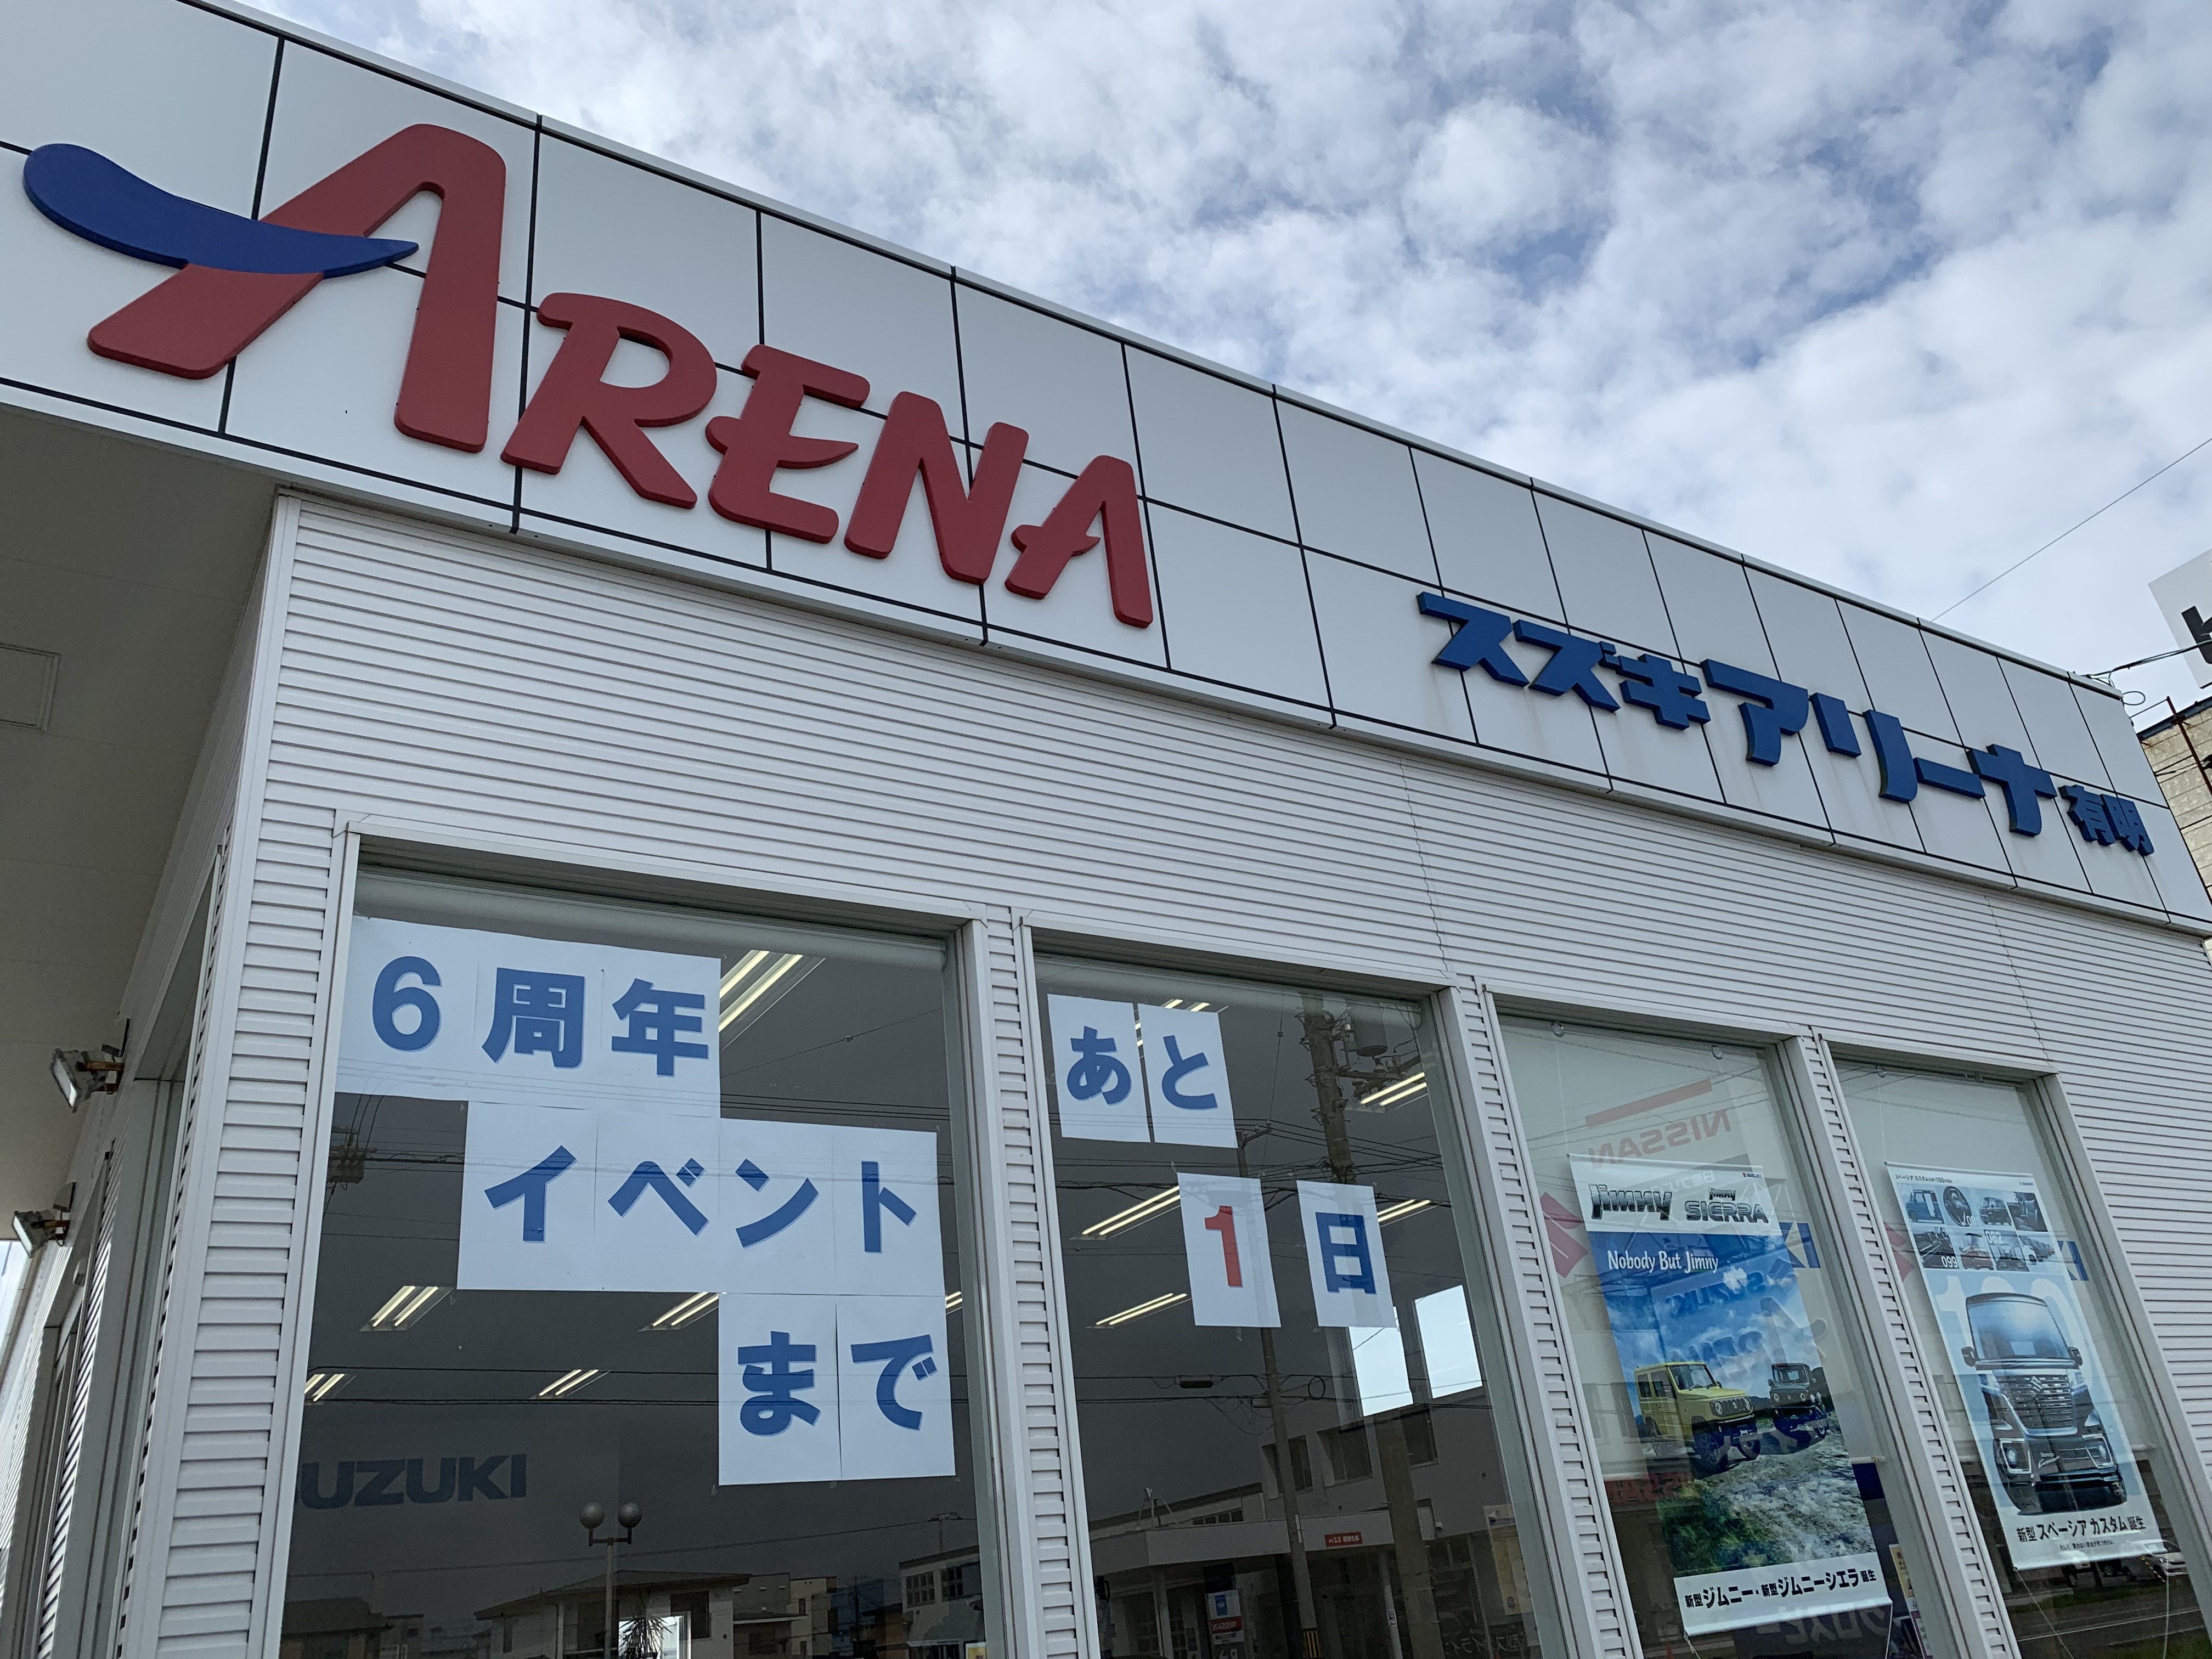 ARENA
スズキアリーナ有明
6周年
イベント
まで
あと
1日
SUZUKI
NISSAN
Jimny
Jimny SIERRA
Nobody But Jimny
新型ジムニー・新型ジムニーシエラ誕生
新型スペーシアカスタム誕生